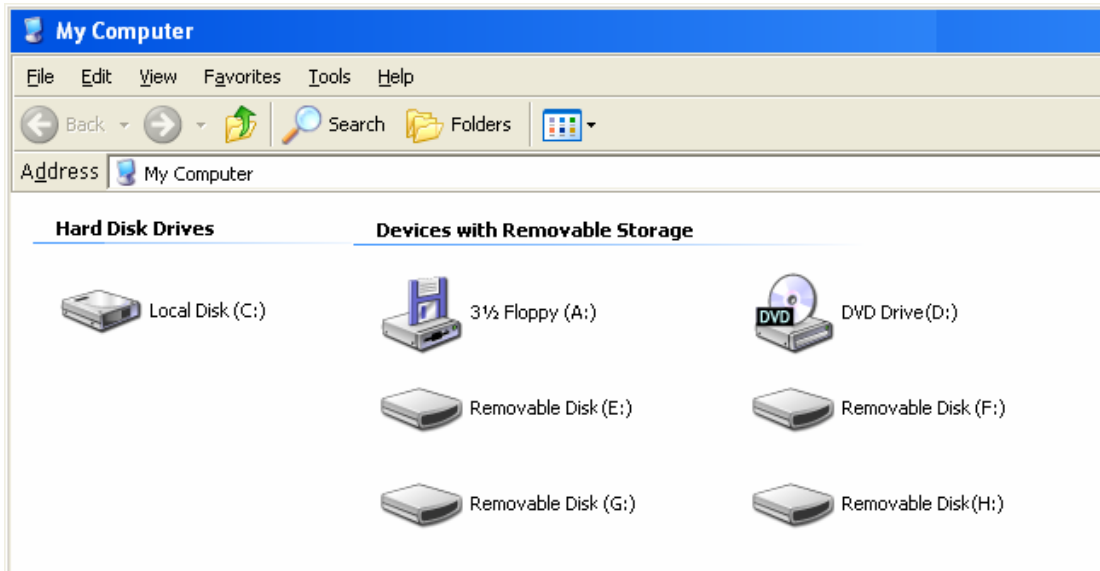 My Computer
File Edit View Favorites Tools Help
Back Search Folders
Address My Computer
Hard Disk Drives Devices with Removable Storage
Local Disk (C:) 3½ Floppy (A:) DVD DVD Drive(D:)
Removable Disk (E:) Removable Disk (F:)
Removable Disk (G:) Removable Disk(H:)